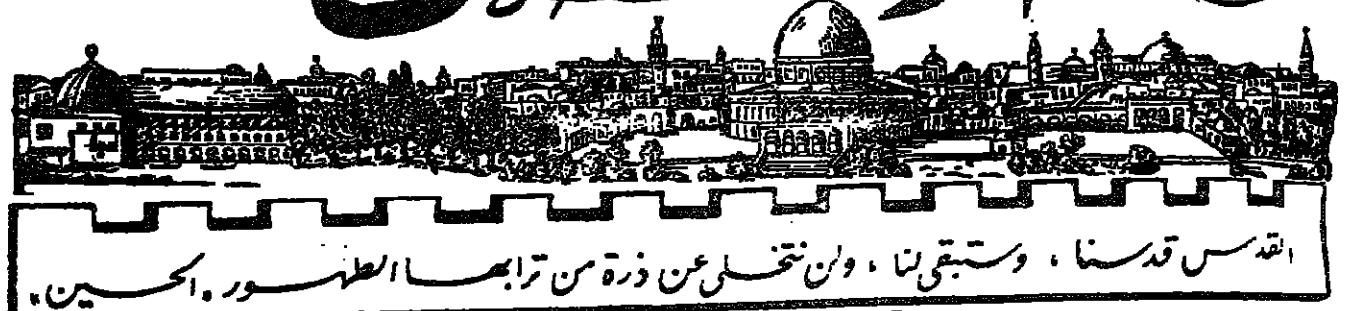 القدس قدسنا ، وستبقى لنا ، ولن نتخلى عن ذرة من ترابها الطهور "الحسين"